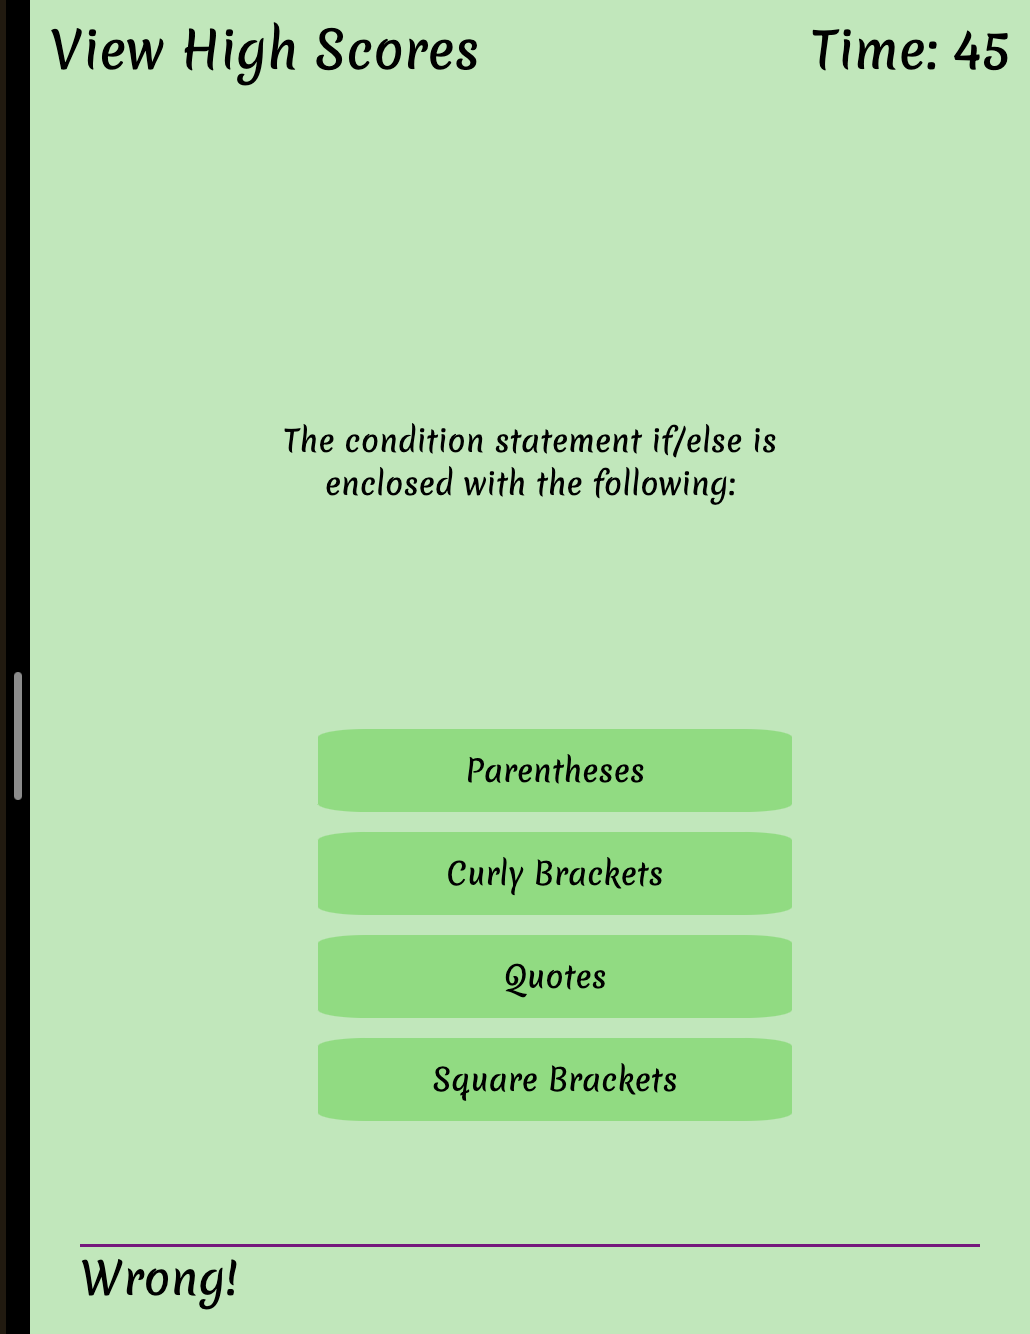 View High Scores
Time: 45
The condition statement if/else is
enclosed with the following:
Parentheses
Curly Brackets
Quotes
Square Brackets
Wrong!